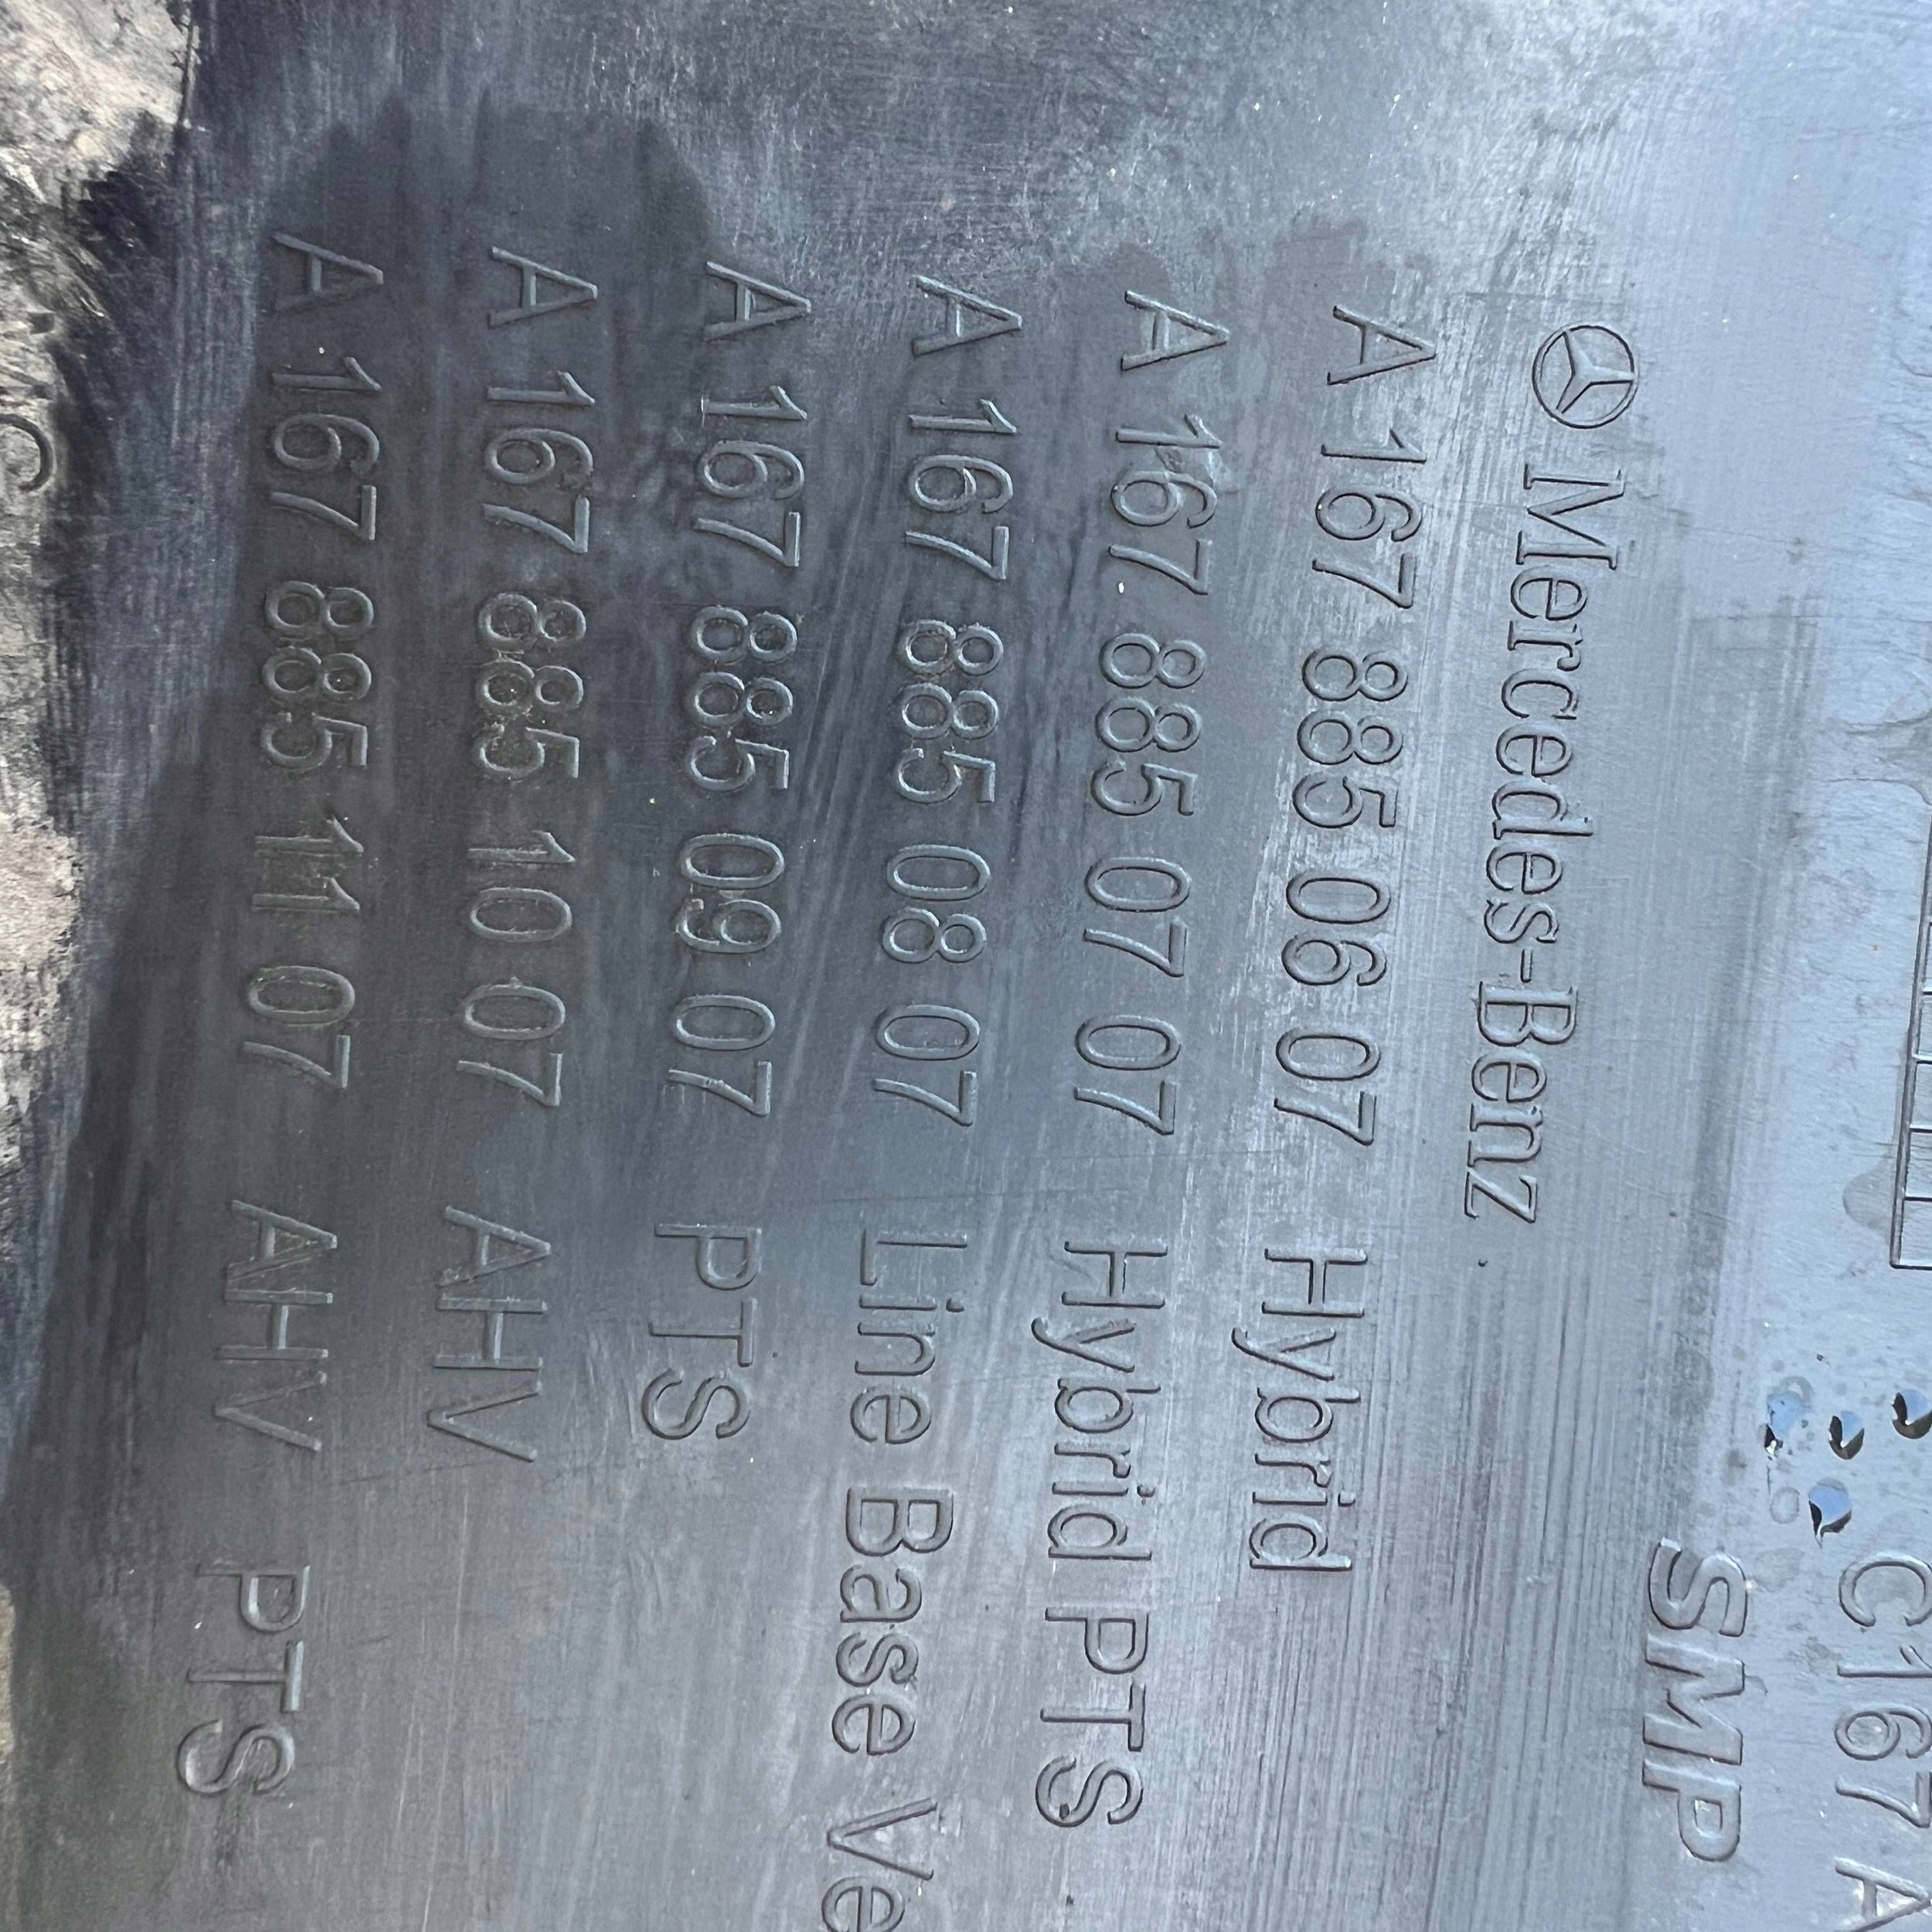 C167 A
SMP
Mercedes-Benz
A 167 885 06 07 Hybrid
A 167 885 07 07 Hybrid PTS
A 167 885 08 07 Line Base Ve
A 167 885 09 07 PTS
A 167 885 10 07 AHV
A 167 885 11 07 AHV PTS